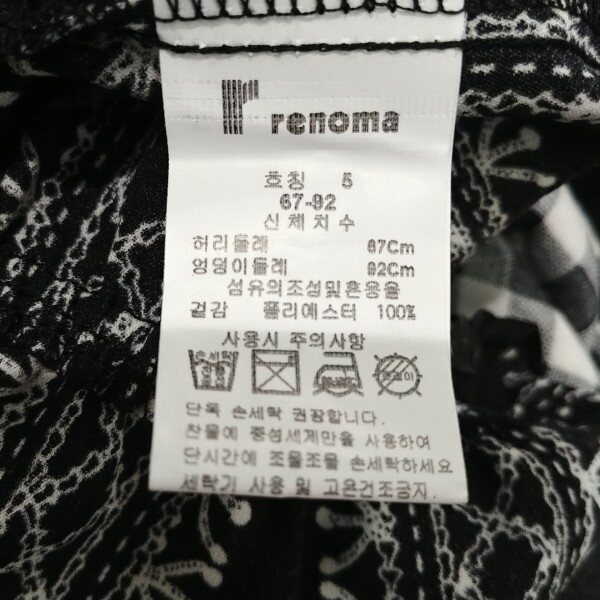 renoma
호칭 5
67-92
신체치수
허리둘레 67Cm
엉덩이둘레 92Cm
섬유의조성및혼용율
겉감 폴리에스터 100%
사용시 주의사항
손세탁
단독 손세탁 권장합니다.
찬물에 중성세제만을 사용하여
단시간에 조물조물 손세탁하세요
세탁기 사용 및 고온건조금지.